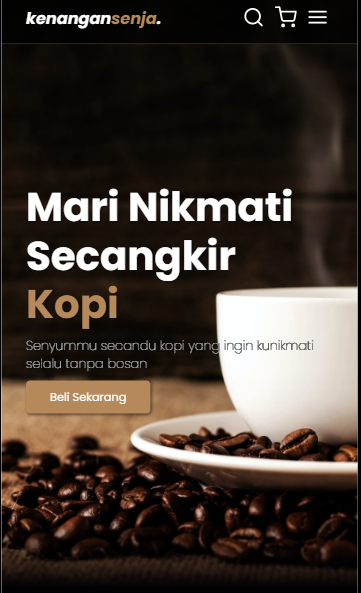 kenangansenja.
Mari Nikmati
Secangkir
Kopi
Senyummu secandu kopi yang ingin kunikmati
selalu tanpa bosan
Beli Sekarang